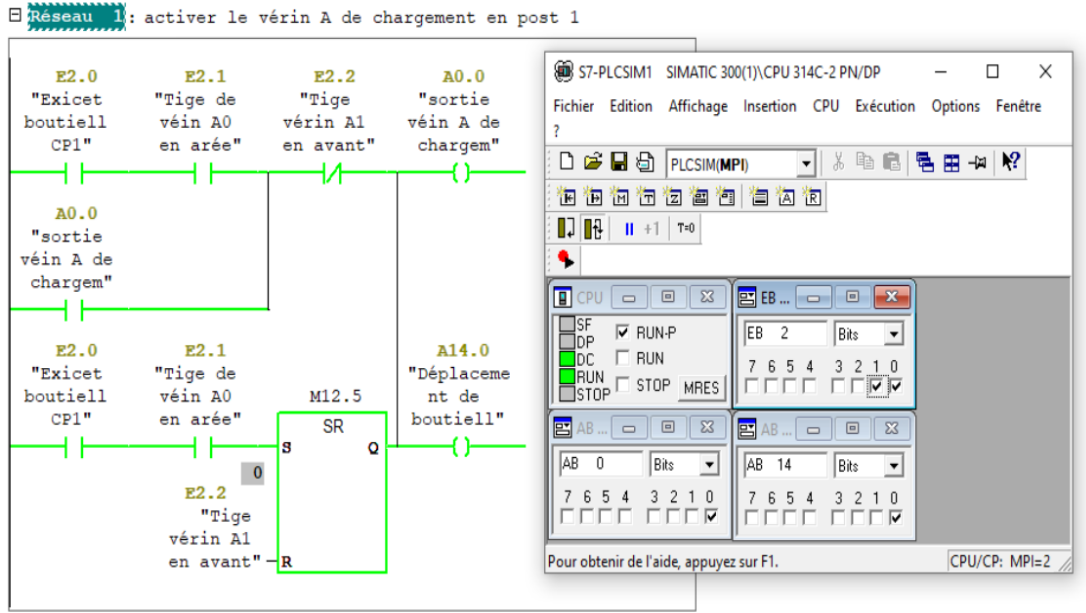 Réseau 1 : activer le vérin A de chargement en post 1
E2.0 E2.1 E2.2 A0.0
"Exicet "Tige de "Tige "sortie
boutiell véin A0 vérin A1 véin A de
CP1" en arée" en avant" chargem"
A0.0
"sortie
véin A de
chargem"
E2.0 E2.1 A14.0
"Exicet "Tige de "Déplaceme
boutiell véin A0 M12.5 nt de
CP1" en arée" SR boutiell"
S Q
0
E2.2
"Tige
vérin A1
en avant" R
S7-PLCSIM1 SIMATIC 300(1)\CPU 314C-2 PN/DP
Fichier Edition Affichage Insertion CPU Exécution Options Fenêtre
?
PLCSIM(MPI)
+1 T=0
CPU
SF
DP
DC
RUN
STOP
RUN-P
RUN
STOP MRES
EB ...
EB 2 Bits
7 6 5 4 3 2 1 0
AB ...
AB 0 Bits
7 6 5 4 3 2 1 0
AB ...
AB 14 Bits
7 6 5 4 3 2 1 0
Pour obtenir de l'aide, appuyez sur F1. CPU/CP: MPI=2